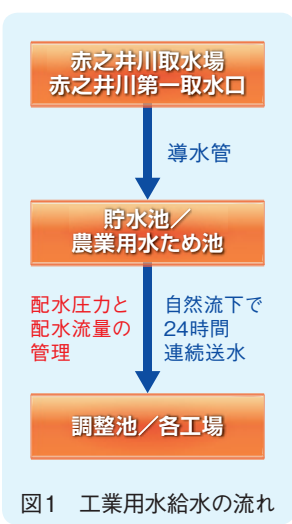 赤之井川取水場
赤之井川第一取水口
導水管
貯水池／
農業用水ため池
配水圧力と
配水流量の
管理
自然流下で
24時間
連続送水
調整池／各工場
図1　工業用水給水の流れ